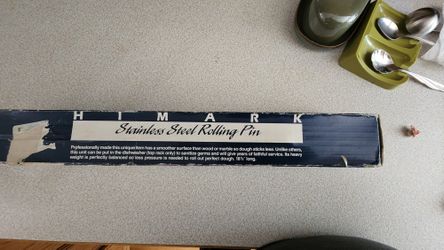 HIMARK
Stainless Steel Rolling Pin
Professionally made this unique item has a smoother surface than wood or marble so dough sticks less. Unlike others,
this unit can be put in the dishwasher (top rack only) to sanitize germs and will give years of faithful service. Its heavy
weight is perfectly balanced so less pressure is needed to roll out perfect dough. 18¼" long.